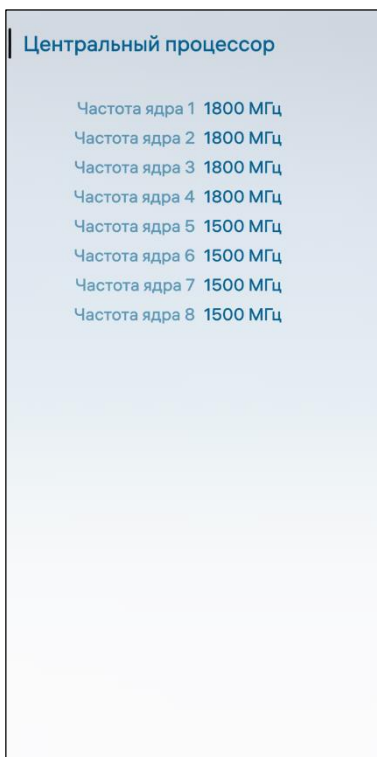 Центральный процессор
Частота ядра 1 1800 МГц
Частота ядра 2 1800 МГц
Частота ядра 3 1800 МГц
Частота ядра 4 1800 МГц
Частота ядра 5 1500 МГц
Частота ядра 6 1500 МГц
Частота ядра 7 1500 МГц
Частота ядра 8 1500 МГц